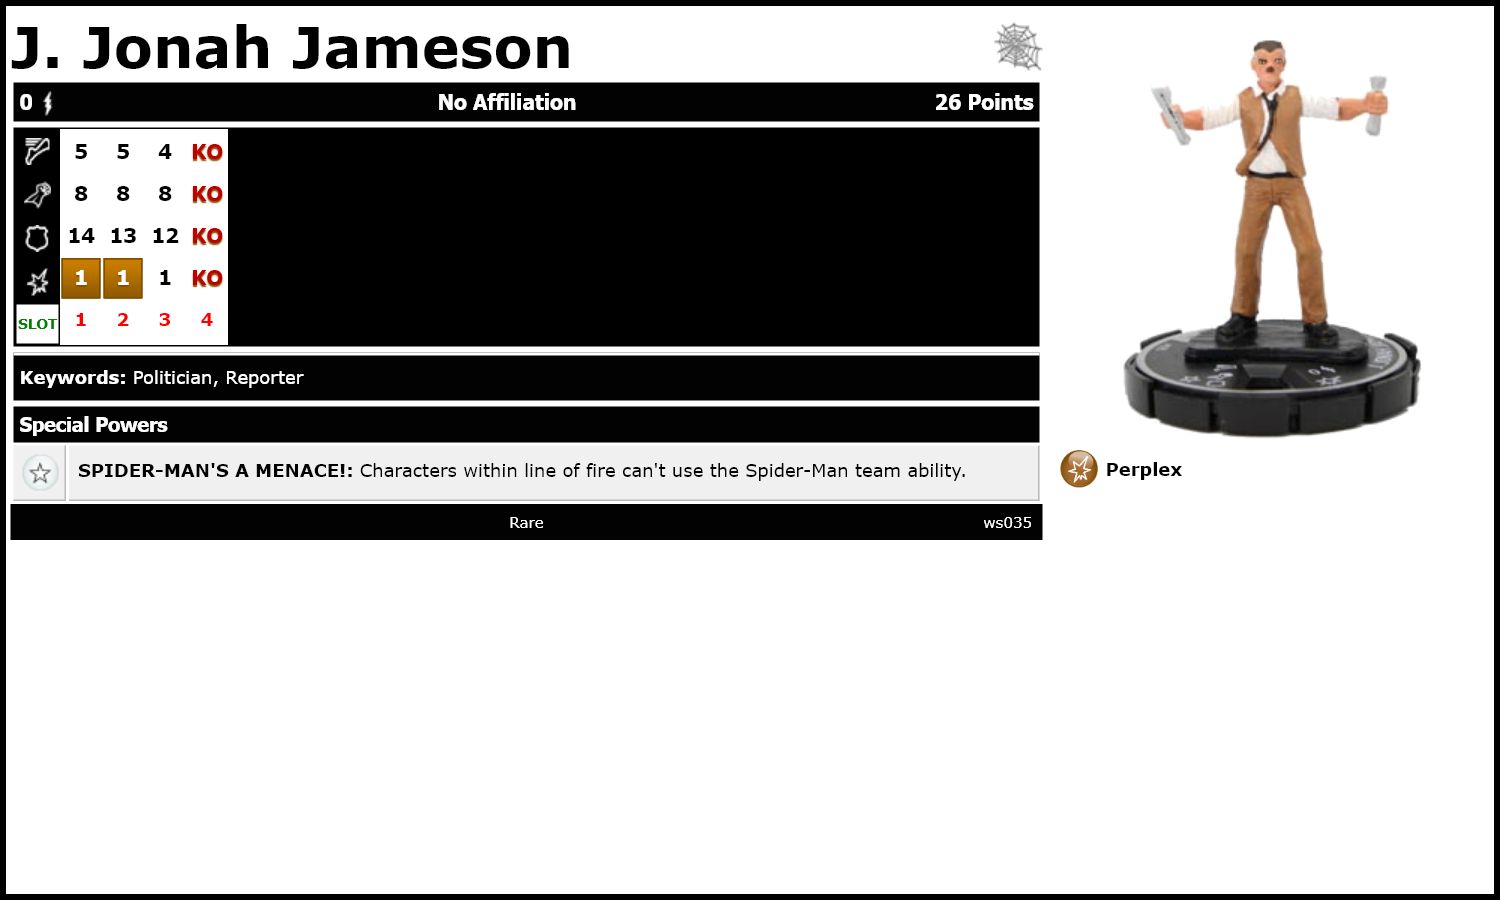 J. Jonah Jameson
0 No Affiliation 26 Points
5 5 4 KO
8 8 8 KO
14 13 12 KO
1 1 1 KO
SLOT 1 2 3 4
Keywords: Politician, Reporter
Special Powers
SPIDER-MAN'S A MENACE!: Characters within line of fire can't use the Spider-Man team ability.
Perplex
Rare ws035